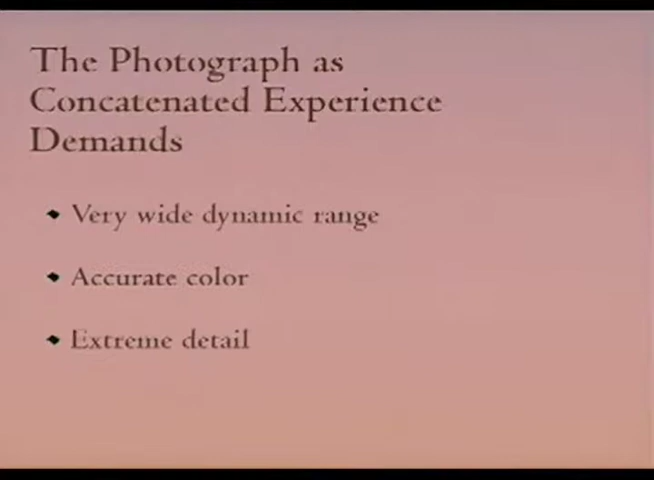 The Photograph as
Concatenated Experience
Demands
Very wide dynamic range
Accurate color
Extreme detail